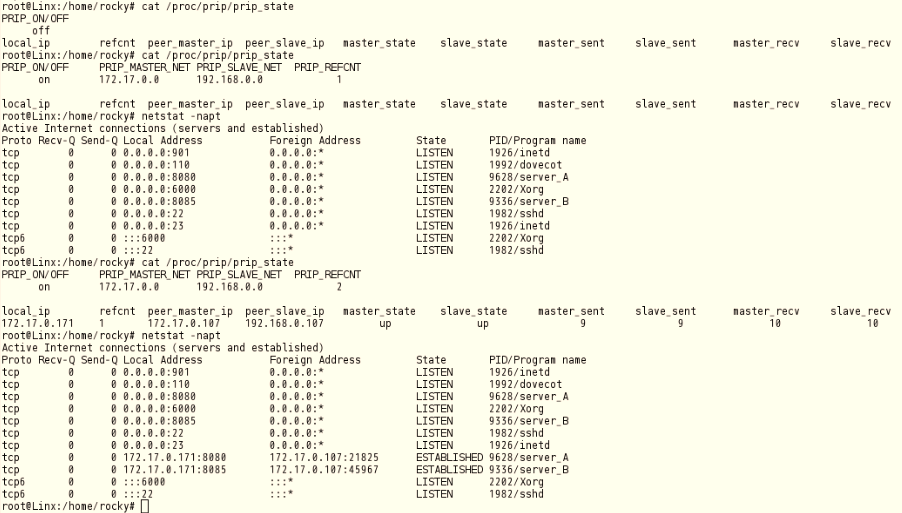 root@Linx:/home/rocky# cat /proc/prip/prip_state
PRIP_ON/OFF
off
local_ip refcnt peer_master_ip peer_slave_ip master_state slave_state master_sent slave_sent master_recv slave_recv
root@Linx:/home/rocky# cat /proc/prip/prip_state
PRIP_ON/OFF PRIP_MASTER_NET PRIP_SLAVE_NET PRIP_REFCNT
on 172.17.0.0 192.168.0.0 1
local_ip refcnt peer_master_ip peer_slave_ip master_state slave_state master_sent slave_sent master_recv slave_recv
root@Linx:/home/rocky# netstat -napt
Active Internet connections (servers and established)
Proto Recv-Q Send-Q Local Address Foreign Address State PID/Program name
tcp 0 0 0.0.0.0:901 0.0.0.0:* LISTEN 1926/inetd
tcp 0 0 0.0.0.0:110 0.0.0.0:* LISTEN 1992/dovecot
tcp 0 0 0.0.0.0:8080 0.0.0.0:* LISTEN 9628/server_A
tcp 0 0 0.0.0.0:6000 0.0.0.0:* LISTEN 2202/Xorg
tcp 0 0 0.0.0.0:8085 0.0.0.0:* LISTEN 9336/server_B
tcp 0 0 0.0.0.0:22 0.0.0.0:* LISTEN 1982/sshd
tcp 0 0 0.0.0.0:23 0.0.0.0:* LISTEN 1926/inetd
tcp6 0 0 :::6000 :::* LISTEN 2202/Xorg
tcp6 0 0 :::22 :::* LISTEN 1982/sshd
root@Linx:/home/rocky# cat /proc/prip/prip_state
PRIP_ON/OFF PRIP_MASTER_NET PRIP_SLAVE_NET PRIP_REFCNT
on 172.17.0.0 192.168.0.0 2
local_ip refcnt peer_master_ip peer_slave_ip master_state slave_state master_sent slave_sent master_recv slave_recv
172.17.0.171 1 172.17.0.107 192.168.0.107 up up 9 9 10 10
root@Linx:/home/rocky# netstat -napt
Active Internet connections (servers and established)
Proto Recv-Q Send-Q Local Address Foreign Address State PID/Program name
tcp 0 0 0.0.0.0:901 0.0.0.0:* LISTEN 1926/inetd
tcp 0 0 0.0.0.0:110 0.0.0.0:* LISTEN 1992/dovecot
tcp 0 0 0.0.0.0:8080 0.0.0.0:* LISTEN 9628/server_A
tcp 0 0 0.0.0.0:6000 0.0.0.0:* LISTEN 2202/Xorg
tcp 0 0 0.0.0.0:8085 0.0.0.0:* LISTEN 9336/server_B
tcp 0 0 0.0.0.0:22 0.0.0.0:* LISTEN 1982/sshd
tcp 0 0 0.0.0.0:23 0.0.0.0:* LISTEN 1926/inetd
tcp 0 0 172.17.0.171:8080 172.17.0.107:21825 ESTABLISHED 9628/server_A
tcp 0 0 172.17.0.171:8085 172.17.0.107:45967 ESTABLISHED 9336/server_B
tcp6 0 0 :::6000 :::* LISTEN 2202/Xorg
tcp6 0 0 :::22 :::* LISTEN 1982/sshd
root@Linx:/home/rocky#